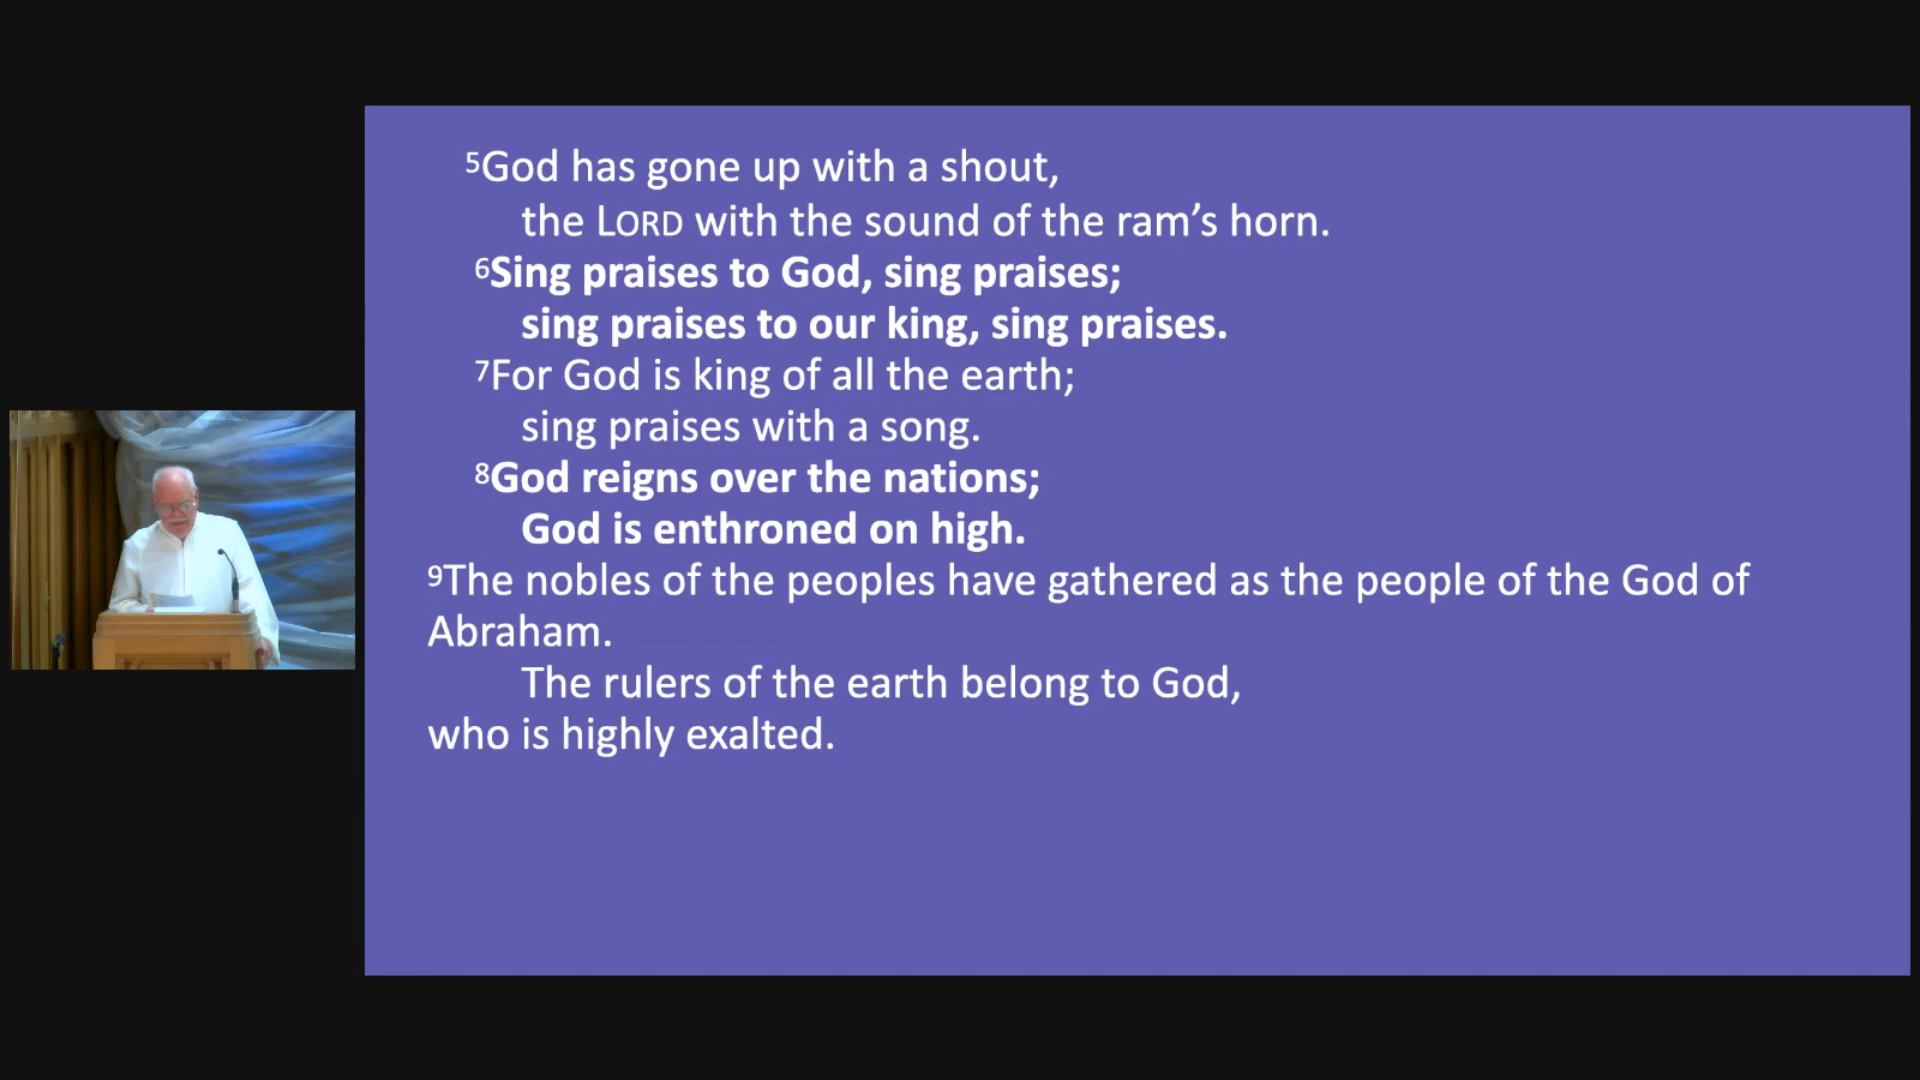 ⁵God has gone up with a shout,
the LORD with the sound of the ram’s horn.
⁶Sing praises to God, sing praises;
sing praises to our king, sing praises.
⁷For God is king of all the earth;
sing praises with a song.
⁸God reigns over the nations;
God is enthroned on high.
⁹The nobles of the peoples have gathered as the people of the God of
Abraham.
The rulers of the earth belong to God,
who is highly exalted.